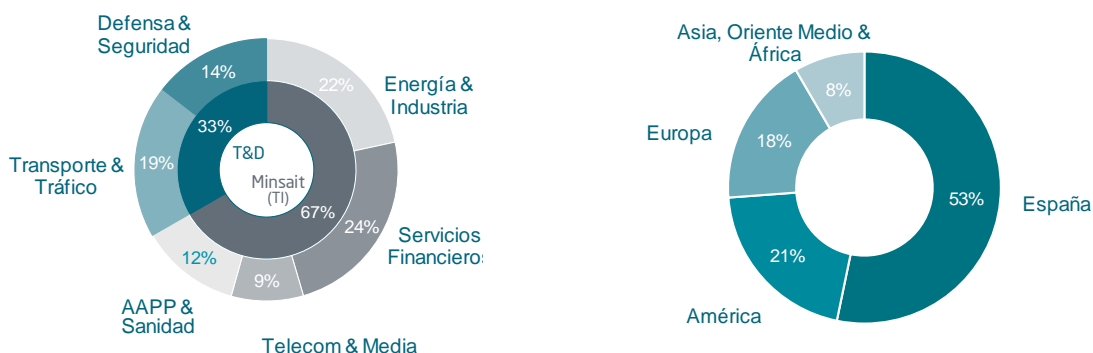 Defensa &
Seguridad
14%
22%
Energía &
Industria
33%
T&D
Transporte &
Tráfico
19%
Minsait
(TI)
67%
24%
Servicios
Financieros
12%
9%
AAPP &
Sanidad
Telecom & Media
Asia, Oriente Medio &
África
8%
Europa
18%
53%
España
21%
América